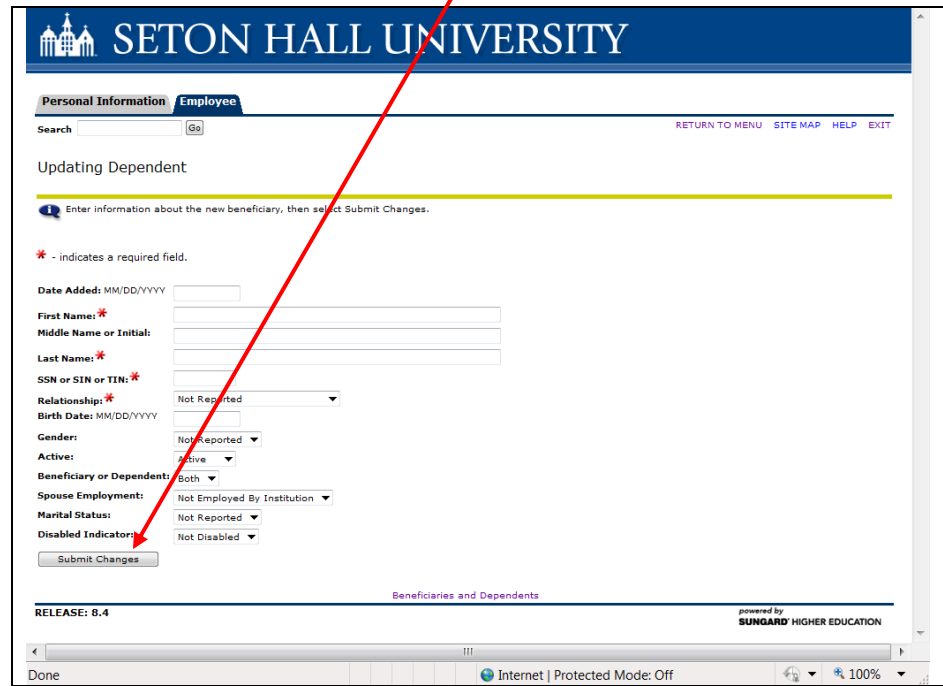 SETON HALL UNIVERSITY
Personal Information Employee
Search Go RETURN TO MENU SITE MAP HELP EXIT
Updating Dependent
Enter information about the new beneficiary, then select Submit Changes.
* - indicates a required field.
Date Added: MM/DD/YYYY
First Name:*
Middle Name or Initial:
Last Name:*
SSN or SIN or TIN:*
Relationship:* Not Reported
Birth Date: MM/DD/YYYY
Gender: Not Reported
Active: Active
Beneficiary or Dependent: Both
Spouse Employment: Not Employed By Institution
Marital Status: Not Reported
Disabled Indicator: Not Disabled
Submit Changes
Beneficiaries and Dependents
RELEASE: 8.4
powered by
SUNGARD' HIGHER EDUCATION
Done Internet | Protected Mode: Off 100%